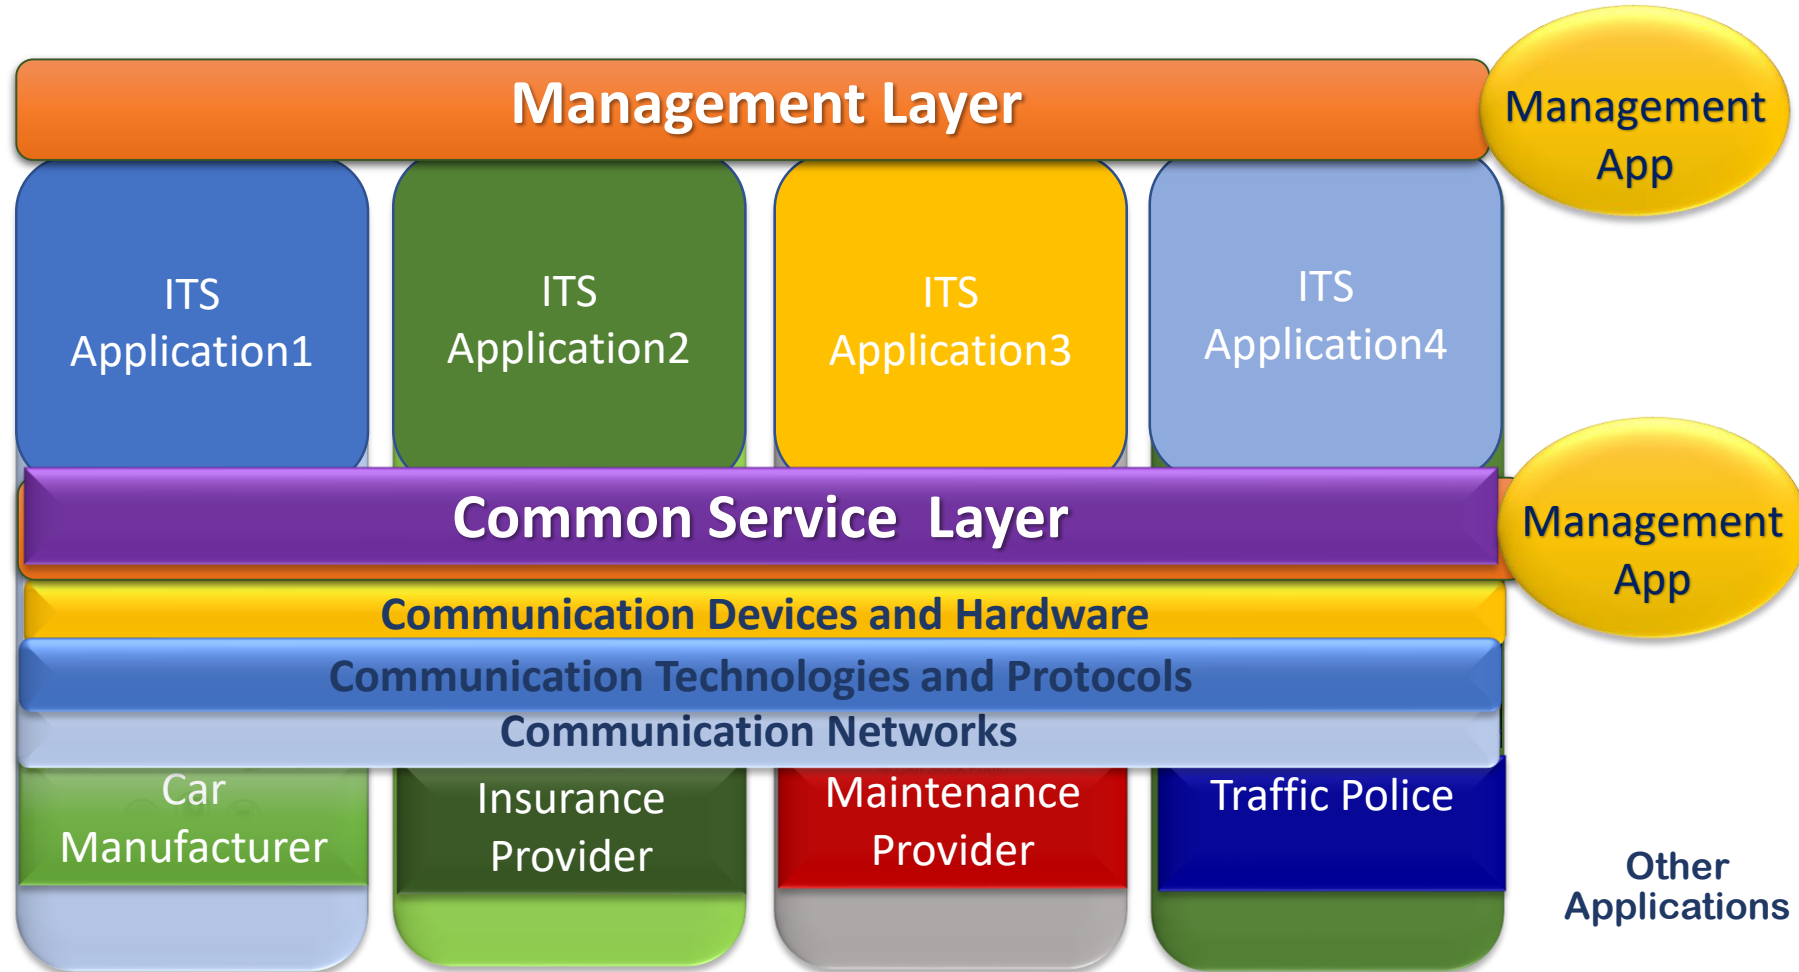 Management Layer
Management
App
ITS
Application1
ITS
Application2
ITS
Application3
ITS
Application4
Common Service  Layer
Management
App
Communication Devices and Hardware
Communication Technologies and Protocols
Communication Networks
Car
Manufacturer
Insurance
Provider
Maintenance
Provider
Traffic Police
Other
Applications